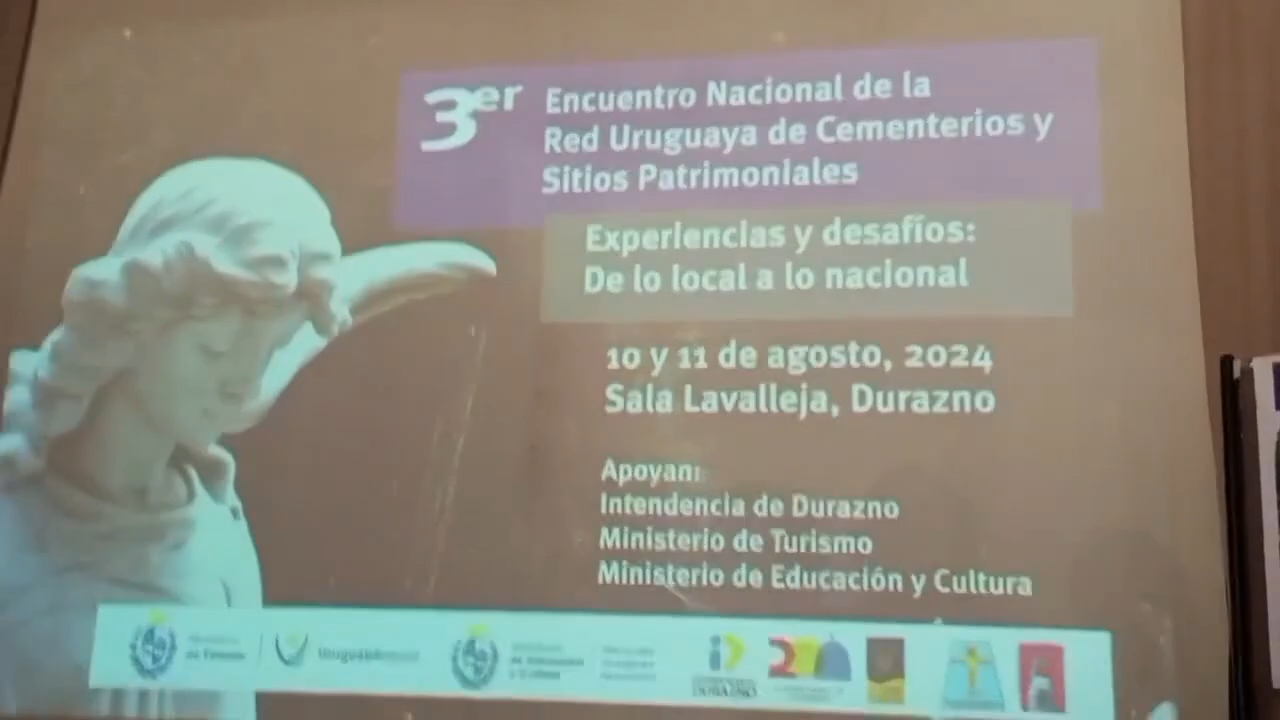 3er
Encuentro Nacional de la
Red Uruguaya de Cementerios y
Sitios Patrimoniales
Experiencias y desafíos:
De lo local a lo nacional
10 y 11 de agosto, 2024
Sala Lavalleja, Durazno
Apoyan:
Intendencia de Durazno
Ministerio de Turismo
Ministerio de Educación y Cultura
DURAZNO